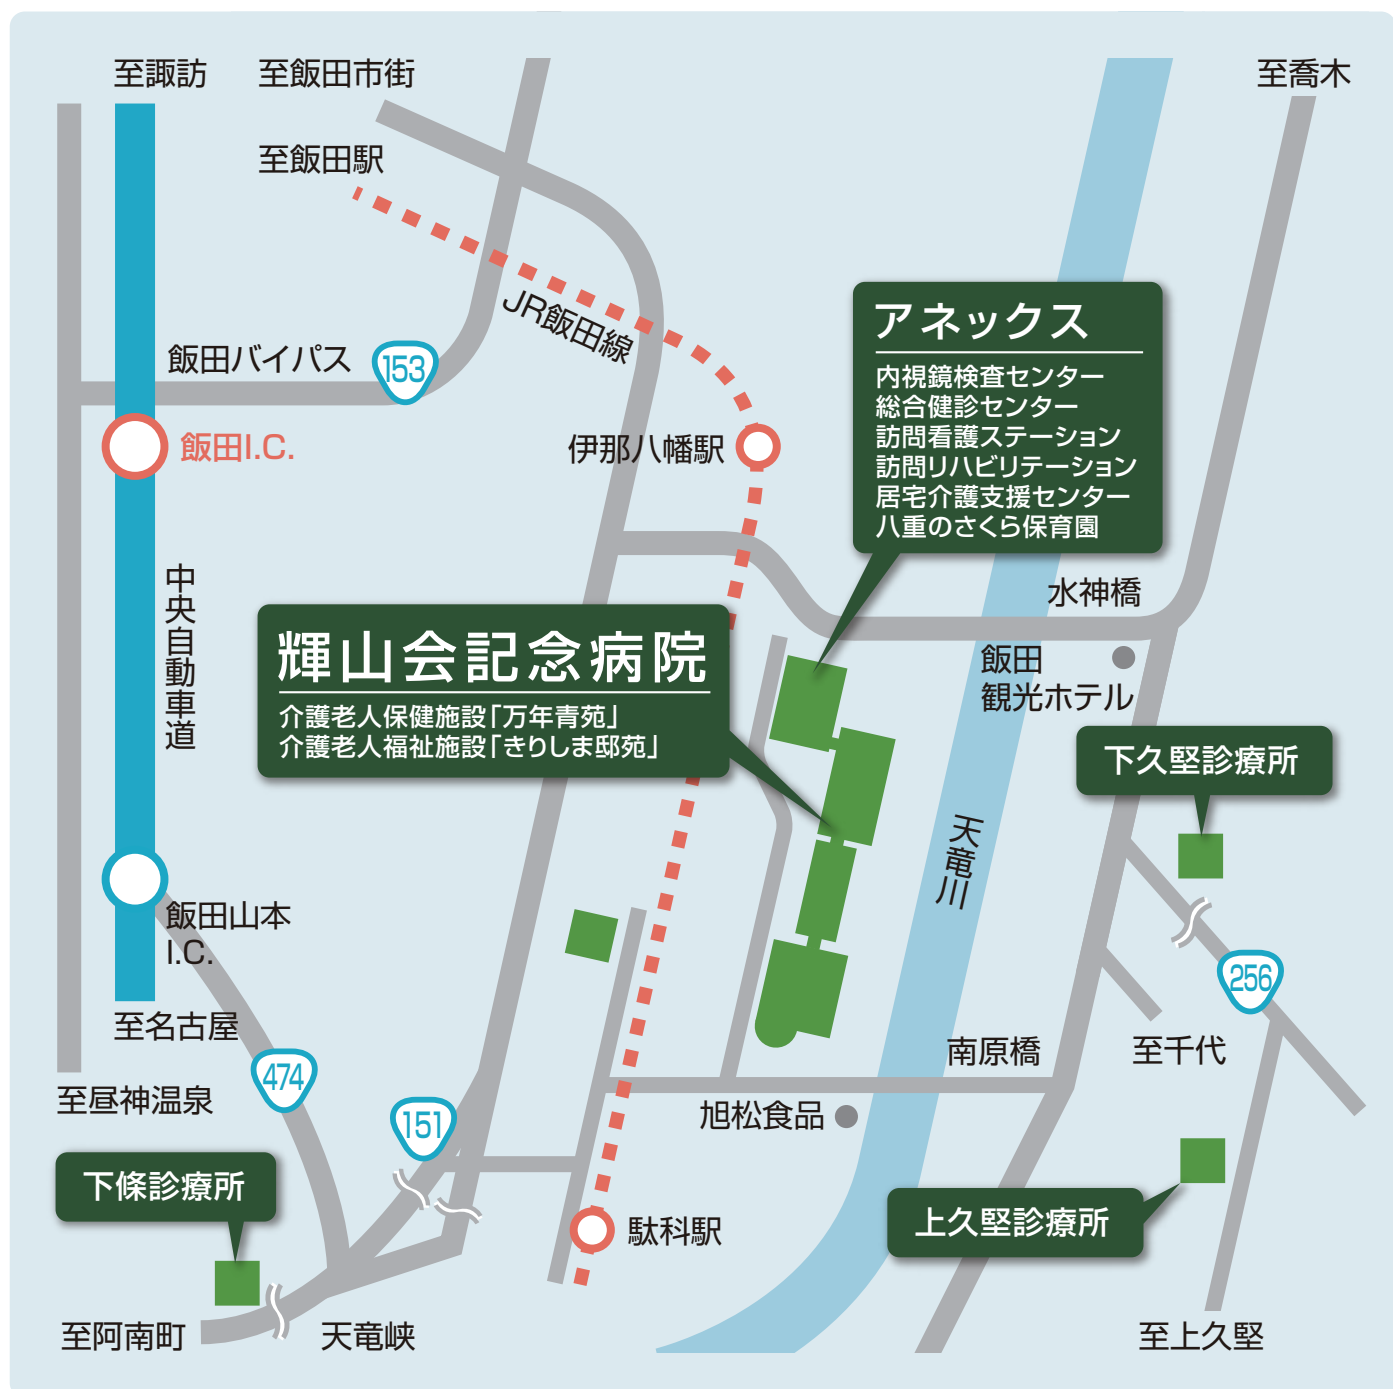 至諏訪
至飯田市街
至喬木
至飯田駅
JR飯田線
アネックス
内視鏡検査センター
総合健診センター
訪問看護ステーション
訪問リハビリテーション
居宅介護支援センター
八重のさくら保育園
飯田バイパス
153
飯田I.C.
伊那八幡駅
中央自動車道
水神橋
輝山会記念病院
介護老人保健施設「万年青苑」
介護老人福祉施設「きりしま邸苑」
飯田
観光ホテル
下久堅診療所
天竜川
飯田山本
I.C.
256
至名古屋
南原橋
至千代
474
至昼神温泉
151
旭松食品
下條診療所
上久堅診療所
駄科駅
至阿南町
天竜峡
至上久堅